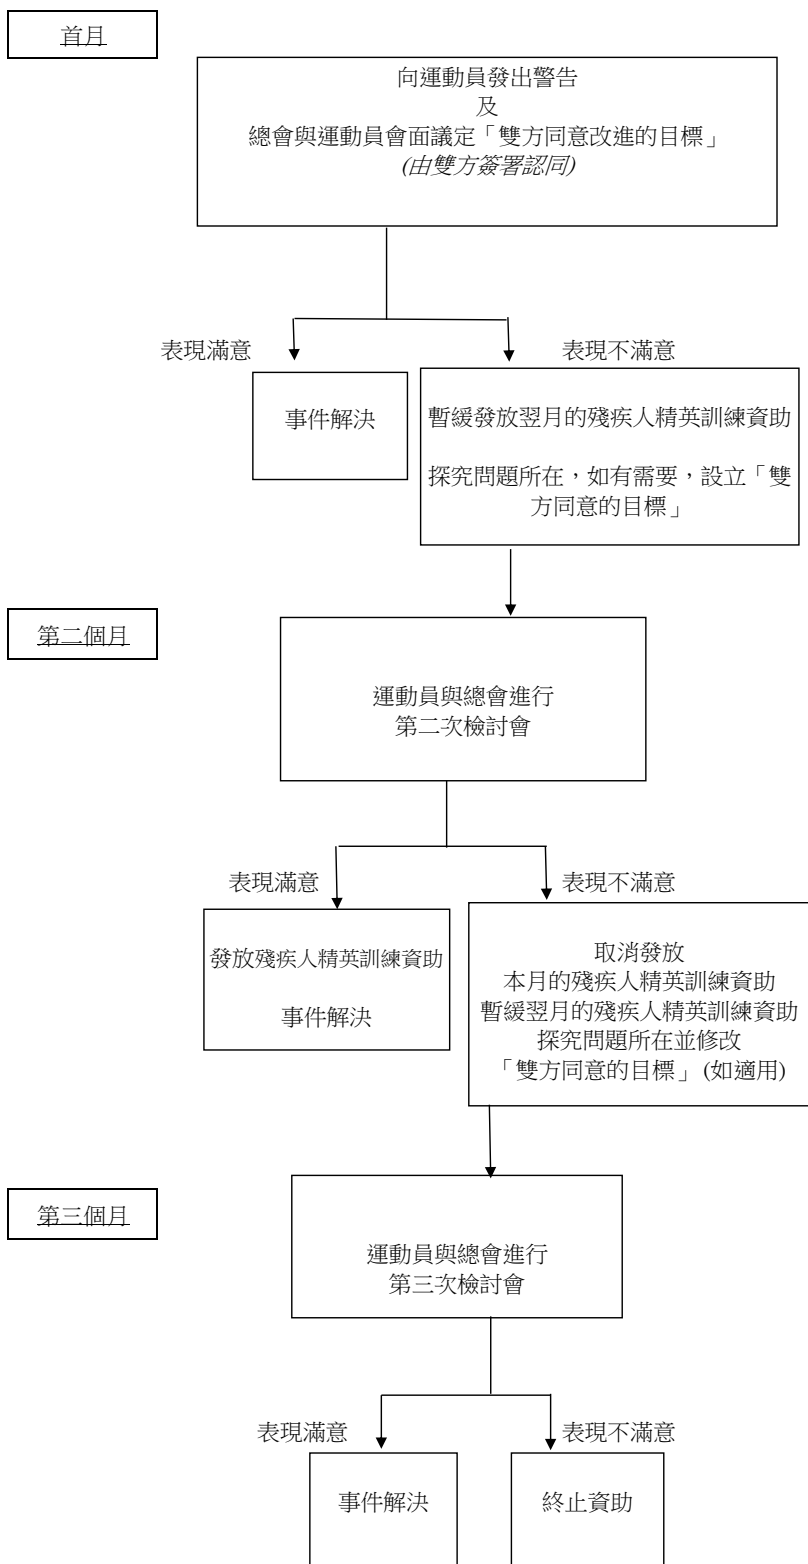 首月
向運動員發出警告
及
總會與運動員會面議定「雙方同意改進的目標」
(由雙方簽署認同)
表現滿意
表現不滿意
事件解決
暫緩發放翌月的殘疾人精英訓練資助
探究問題所在，如有需要，設立「雙
方同意的目標」
第二個月
運動員與總會進行
第二次檢討會
表現滿意
表現不滿意
發放殘疾人精英訓練資助
事件解決
取消發放
本月的殘疾人精英訓練資助
暫緩翌月的殘疾人精英訓練資助
探究問題所在並修改
「雙方同意的目標」(如適用)
第三個月
運動員與總會進行
第三次檢討會
表現滿意
表現不滿意
事件解決
終止資助